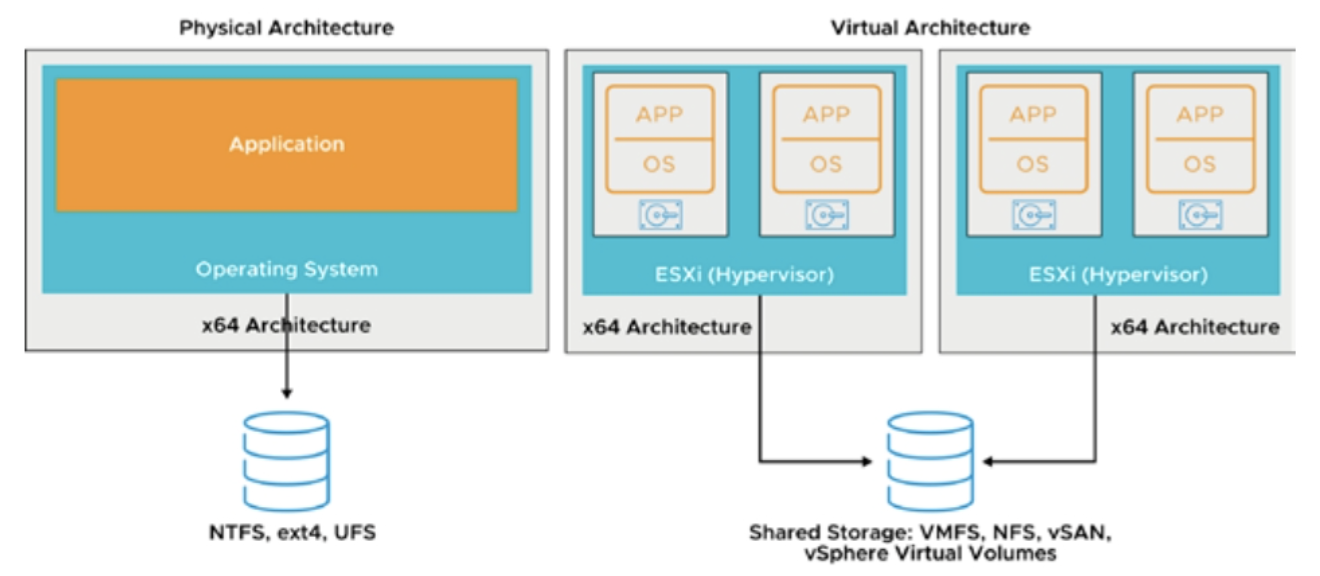 Physical Architecture
Virtual Architecture
Application
Operating System
x64 Architecture
NTFS, ext4, UFS
APP
OS
APP
OS
ESXi (Hypervisor)
x64 Architecture
APP
OS
APP
OS
ESXi (Hypervisor)
x64 Architecture
Shared Storage: VMFS, NFS, vSAN,
vSphere Virtual Volumes